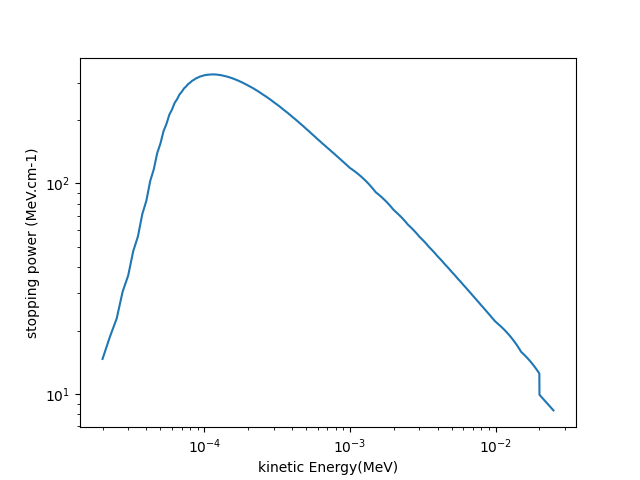 stopping power (MeV.cm-1)
10²
10¹
10⁻⁴
10⁻³
10⁻²
kinetic Energy(MeV)